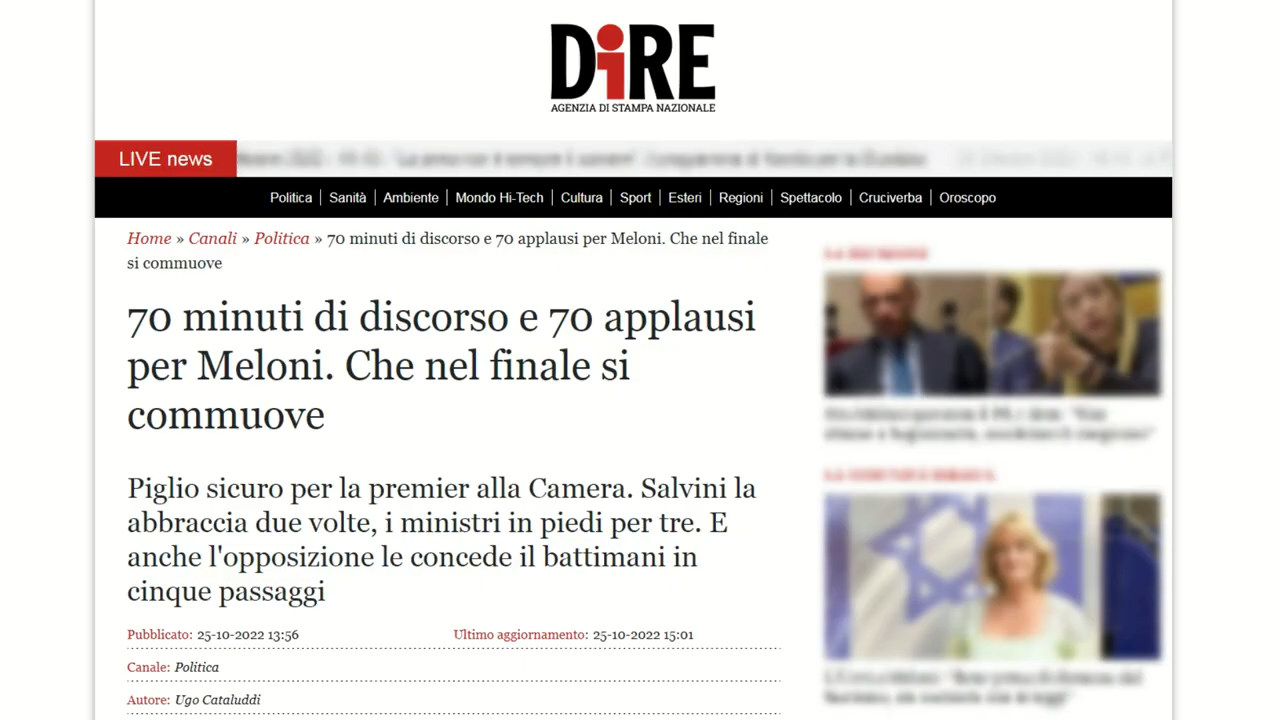 DiRE
AGENZIA DI STAMPA NAZIONALE
LIVE news
Politica | Sanità | Ambiente | Mondo Hi-Tech | Cultura | Sport | Esteri | Regioni | Spettacolo | Cruciverba | Oroscopo
Home » Canali » Politica » 70 minuti di discorso e 70 applausi per Meloni. Che nel finale
si commuove
70 minuti di discorso e 70 applausi
per Meloni. Che nel finale si
commuove
Piglio sicuro per la premier alla Camera. Salvini la
abbraccia due volte, i ministri in piedi per tre. E
anche l'opposizione le concede il battimani in
cinque passaggi
Pubblicato: 25-10-2022 13:56 Ultimo aggiornamento: 25-10-2022 15:01
Canale: Politica
Autore: Ugo Cataluddi